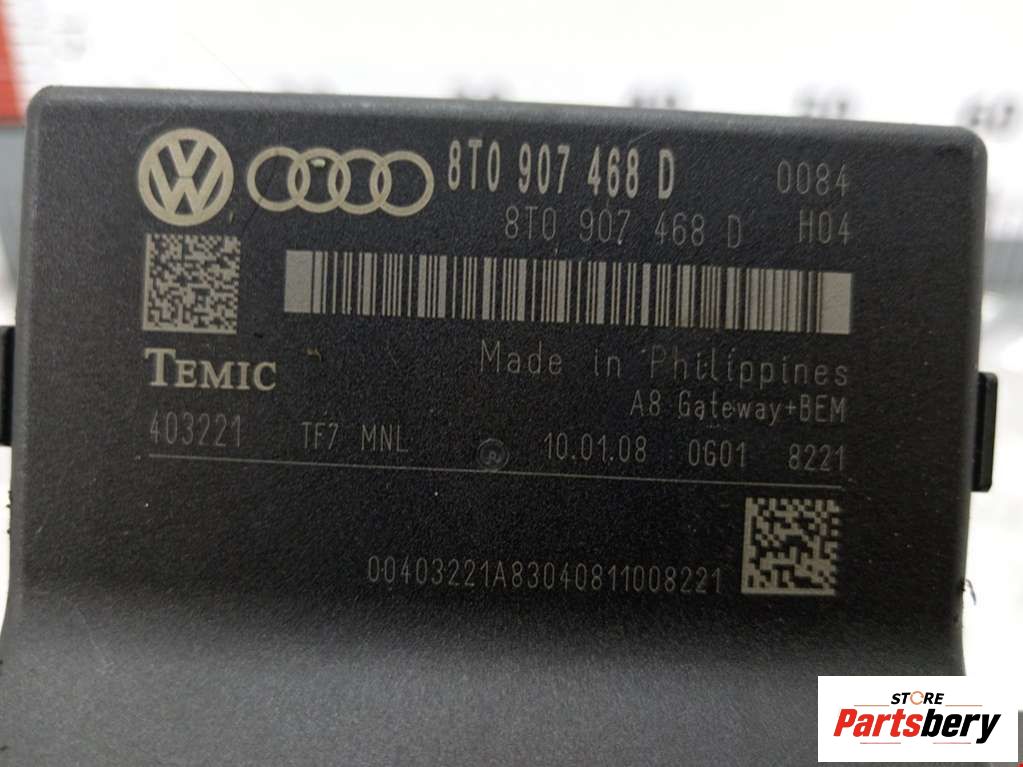 8T0 907 468 D 0084
8T0 907 468 D H04
TEMIC
Made in Philippines
A8 Gateway+BEM
403221 TF7 MNL 10.01.08 0G01 8221
00403221A83040811008221
STORE
Partsbery